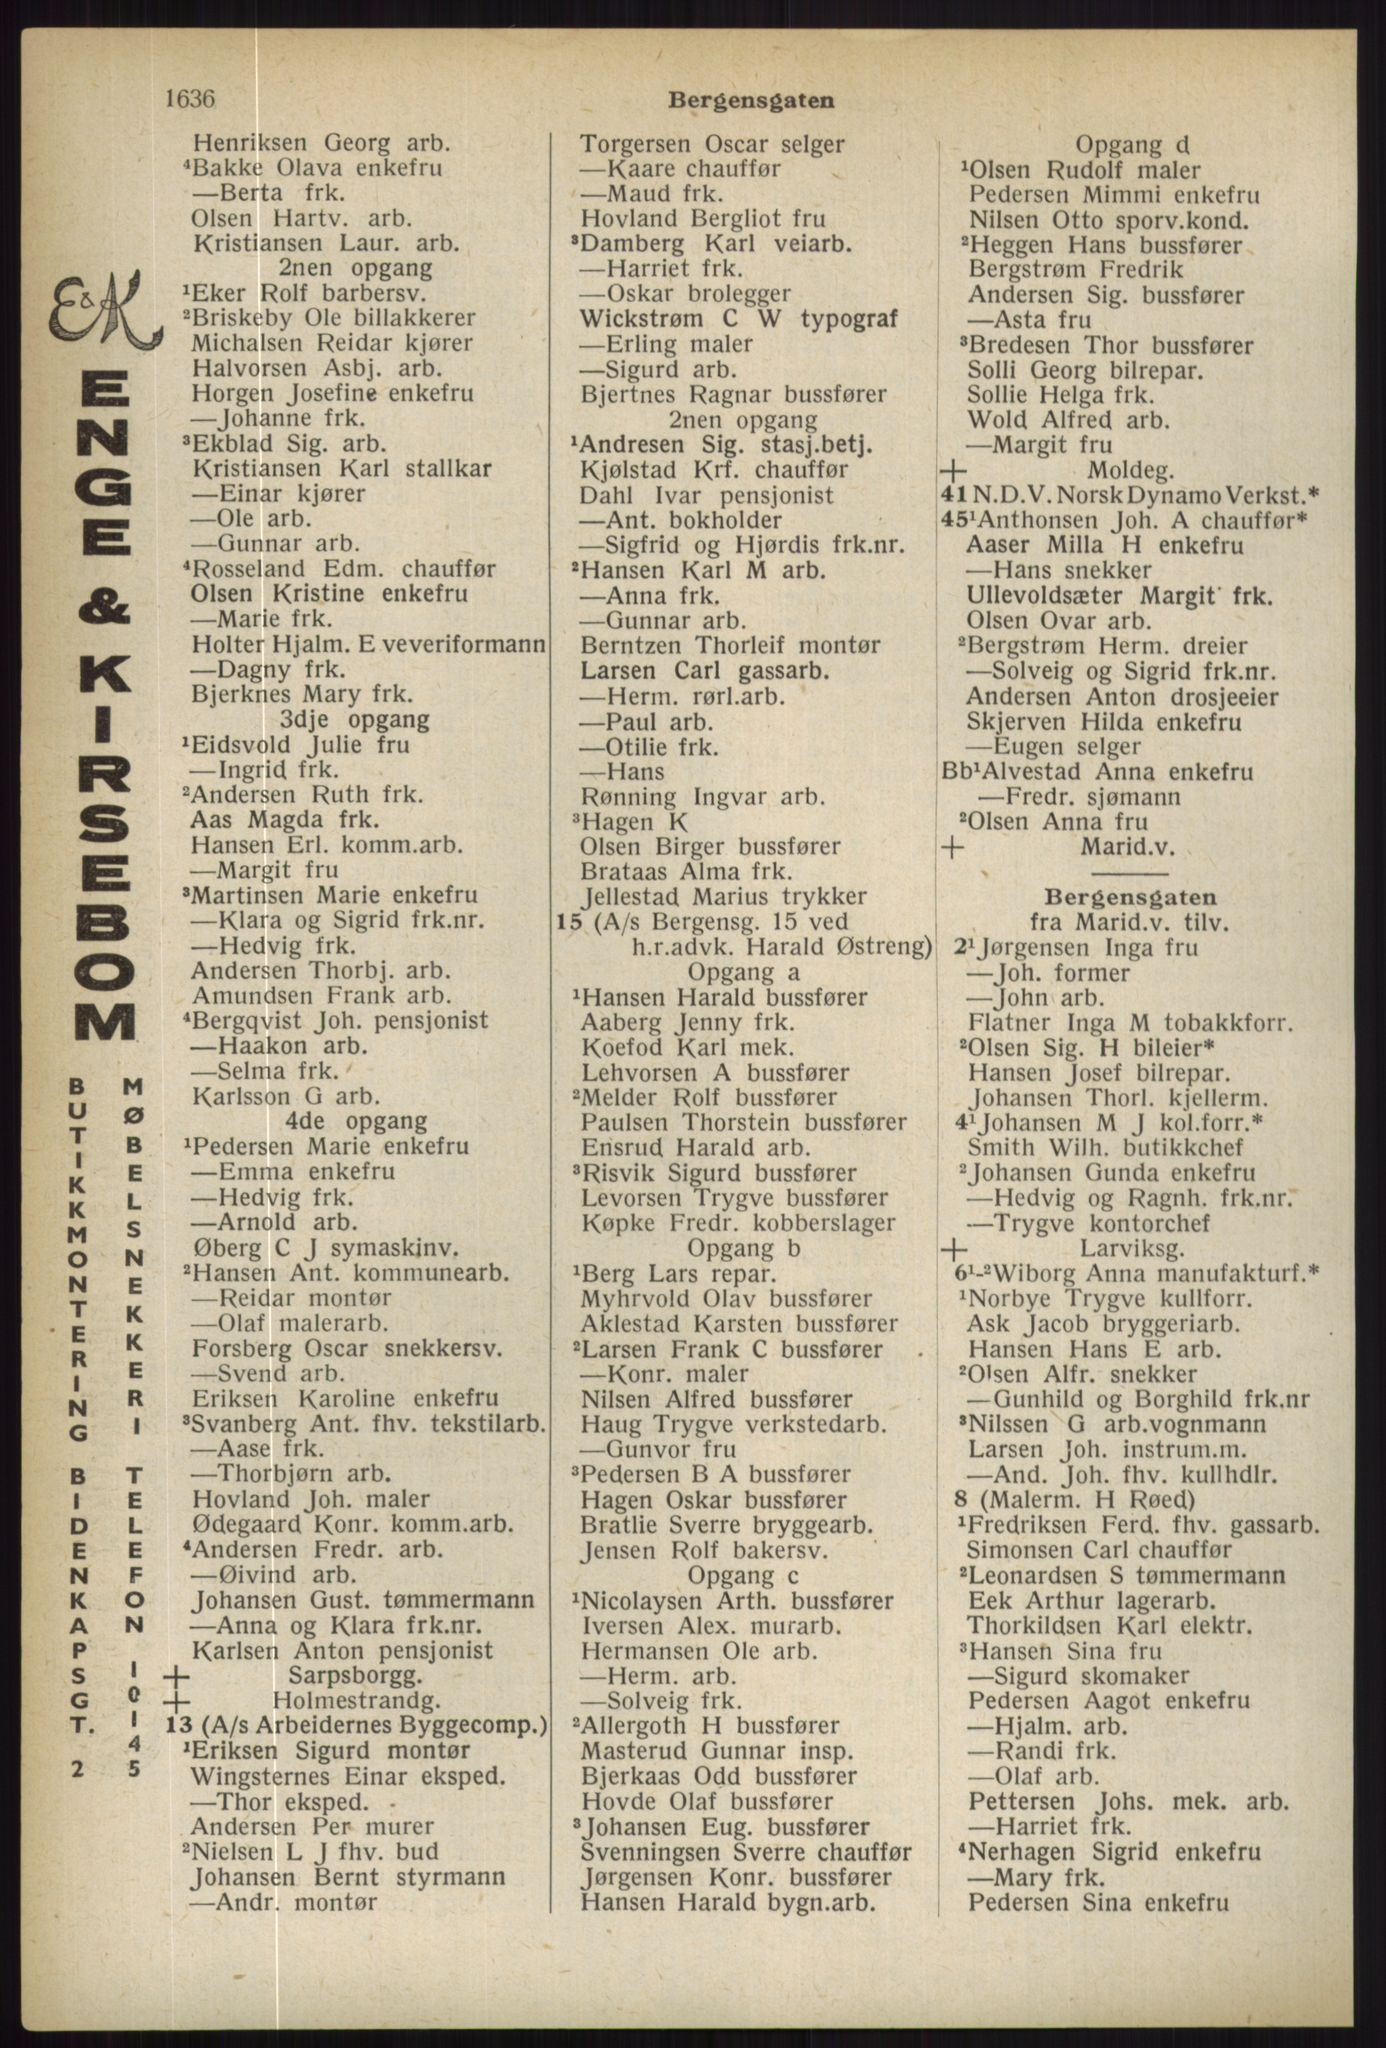 1636
Bergensgaten
E&K
ENGE & KIRSEBOM
MØBELSNEKKERI TELEFON 10145
BUTIKKMONTERING BIDENKAPSGT. 2
Henriksen Georg arb.
⁴Bakke Olava enkefru
—Berta frk.
Olsen Hartv. arb.
Kristiansen Laur. arb.
2nen opgang
¹Eker Rolf barbersv.
²Briskeby Ole billakkerer
Michalsen Reidar kjører
Halvorsen Asbj. arb.
Horgen Josefine enkefru
—Johanne frk.
³Ekblad Sig. arb.
Kristiansen Karl stallkar
—Einar kjører
—Ole arb.
—Gunnar arb.
⁴Rosseland Edm. chauffør
Olsen Kristine enkefru
—Marie frk.
Holter Hjalm. E veveriformann
—Dagny frk.
Bjerknes Mary frk.
3dje opgang
¹Eidsvold Julie fru
—Ingrid frk.
²Andersen Ruth frk.
Aas Magda frk.
Hansen Erl. komm.arb.
—Margit fru
³Martinsen Marie enkefru
—Klara og Sigrid frk.nr.
—Hedvig frk.
Andersen Thorbj. arb.
Amundsen Frank arb.
⁴Bergqvist Joh. pensjonist
—Haakon arb.
—Selma frk.
Karlsson G arb.
4de opgang
¹Pedersen Marie enkefru
—Emma enkefru
—Hedvig frk.
—Arnold arb.
Øberg C J symaskinv.
²Hansen Ant. kommunearb.
—Reidar montør
—Olaf malerarb.
Forsberg Oscar snekkersv.
—Svend arb.
Eriksen Karoline enkefru
³Svanberg Ant. fhv. tekstilarb.
—Aase frk.
—Thorbjørn arb.
Hovland Joh. maler
Ødegaard Konr. komm.arb.
⁴Andersen Fredr. arb.
—Øivind arb.
Johansen Gust. tømmermann
—Anna og Klara frk.nr.
Karlsen Anton pensjonist
+ Sarpsborgg.
+ Holmestrandg.
13 (A/s Arbeidernes Byggecomp.)
¹Eriksen Sigurd montør
Wingsternes Einar eksped.
—Thor eksped.
Andersen Per murer
²Nielsen L J fhv. bud
Johansen Bernt styrmann
—Andr. montør
Torgersen Oscar selger
—Kaare chauffør
—Maud frk.
Hovland Bergliot fru
³Damberg Karl veiarb.
—Harriet frk.
—Oskar brolegger
Wickstrøm C W typograf
—Erling maler
—Sigurd arb.
Bjertnes Ragnar bussfører
2nen opgang
¹Andresen Sig. stasj.betj.
Kjølstad Krf. chauffør
Dahl Ivar pensjonist
—Ant. bokholder
—Sigfrid og Hjørdis frk.nr.
²Hansen Karl M arb.
—Anna frk.
—Gunnar arb.
Berntzen Thorleif montør
Larsen Carl gassarb.
—Herm. rørl.arb.
—Paul arb.
—Otilie frk.
—Hans
Rønning Ingvar arb.
³Hagen K
Olsen Birger bussfører
Brataas Alma frk.
Jellestad Marius trykker
15 (A/s Bergensg. 15 ved
h.r.advk. Harald Østreng)
Opgang a
¹Hansen Harald bussfører
Aaberg Jenny frk.
Koefod Karl mek.
Lehvorsen A bussfører
²Melder Rolf bussfører
Paulsen Thorstein bussfører
Ensrud Harald arb.
³Risvik Sigurd bussfører
Levorsen Trygve bussfører
Køpke Fredr. kobberslager
Opgang b
¹Berg Lars repar.
Myhrvold Olav bussfører
Aklestad Karsten bussfører
²Larsen Frank C bussfører
—Konr. maler
Nilsen Alfred bussfører
Haug Trygve verkstedarb.
—Gunvor fru
³Pedersen B A bussfører
Hagen Oskar bussfører
Bratlie Sverre bryggearb.
Jensen Rolf bakersv.
Opgang c
¹Nicolaysen Arth. bussfører
Iversen Alex. murarb.
Hermansen Ole arb.
—Herm. arb.
—Solveig frk.
²Allergoth H bussfører
Masterud Gunnar insp.
Bjerkaas Odd bussfører
Hovde Olaf bussfører
³Johansen Eug. bussfører
Svenningsen Sverre chauffør
Jørgensen Konr. bussfører
Hansen Harald bygn.arb.
Opgang d
¹Olsen Rudolf maler
Pedersen Mimmi enkefru
Nilsen Otto sporv.kond.
²Heggen Hans bussfører
Bergstrøm Fredrik
Andersen Sig. bussfører
—Asta fru
³Bredesen Thor bussfører
Solli Georg bilrepar.
Sollie Helga frk.
Wold Alfred arb.
—Margit fru
+ Moldeg.
41 N.D.V. Norsk Dynamo Verkst.*
45¹Anthonsen Joh. A chauffør*
Aaser Milla H enkefru
—Hans snekker
Ullevoldsæter Margit frk.
Olsen Ovar arb.
²Bergstrøm Herm. dreier
—Solveig og Sigrid frk.nr.
Andersen Anton drosjeeier
Skjerven Hilda enkefru
—Eugen selger
Bb¹Alvestad Anna enkefru
—Fredr. sjømann
²Olsen Anna fru
+ Marid.v.
Bergensgaten
fra Marid.v. tilv.
2¹Jørgensen Inga fru
—Joh. former
—John arb.
Flatner Inga M tobakkforr.
²Olsen Sig. H bileier*
Hansen Josef bilrepar.
Johansen Thorl. kjellerm.
4¹Johansen M J kol.forr.*
Smith Wilh. butikkchef
²Johansen Gunda enkefru
—Hedvig og Ragnh. frk.nr.
—Trygve kontorchef
+ Larviksg.
6¹-²Wiborg Anna manufakturf.*
¹Norbye Trygve kullforr.
Ask Jacob bryggeriarb.
Hansen Hans E arb.
²Olsen Alfr. snekker
—Gunhild og Borghild frk.nr
³Nilssen G arb.vognmann
Larsen Joh. instrum.m.
—And. Joh. fhv. kullhdlr.
8 (Malerm. H Røed)
¹Fredriksen Ferd. fhv. gassarb.
Simonsen Carl chauffør
²Leonardsen S tømmermann
Eek Arthur lagerarb.
Thorkildsen Karl elektr.
³Hansen Sina fru
—Sigurd skomaker
Pedersen Aagot enkefru
—Hjalm. arb.
—Randi frk.
—Olaf arb.
Pettersen Johs. mek. arb.
—Harriet frk.
⁴Nerhagen Sigrid enkefru
—Mary frk.
Pedersen Sina enkefru